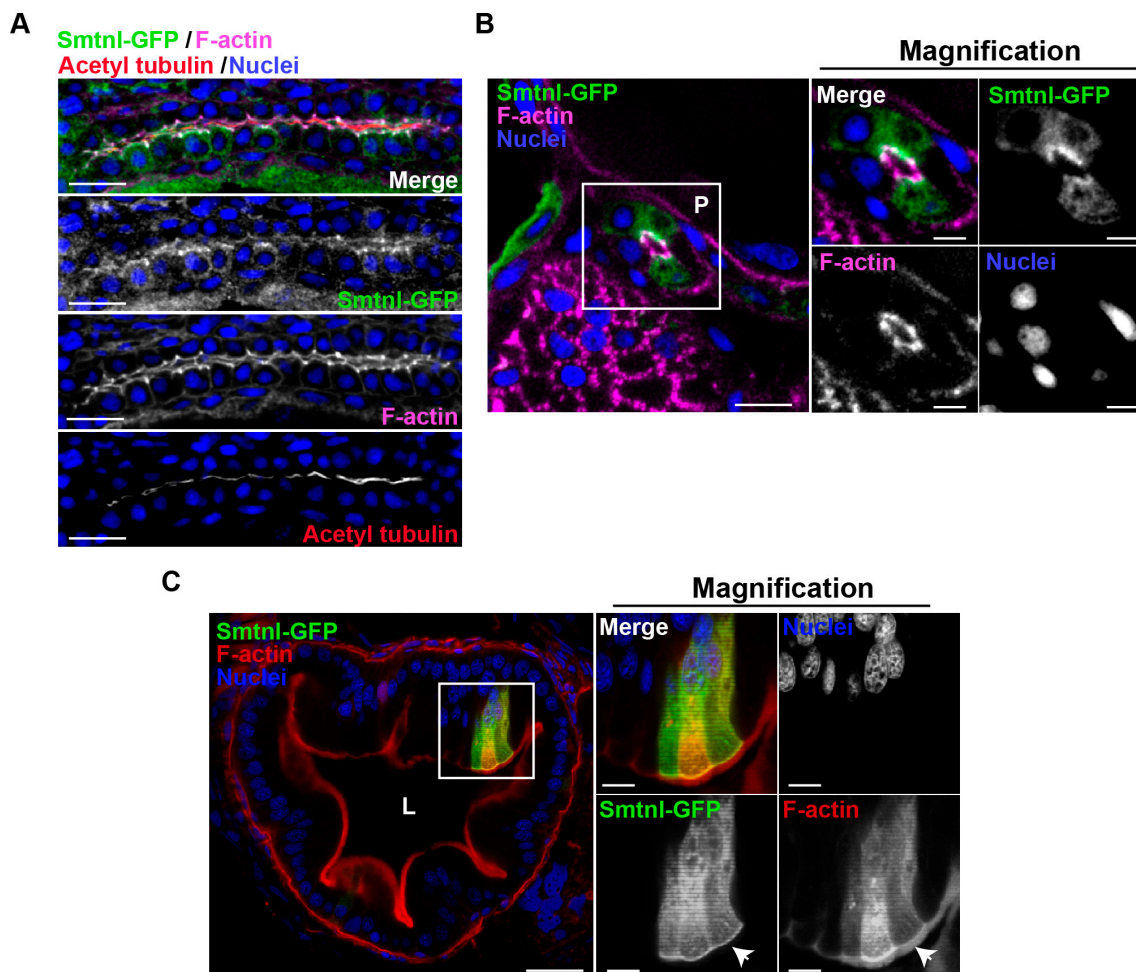 A
Smtnl-GFP / F-actin
Acetyl tubulin / Nuclei
Merge
Smtnl-GFP
F-actin
Acetyl tubulin
B
Magnification
Smtnl-GFP
F-actin
Nuclei
P
Merge
Smtnl-GFP
F-actin
Nuclei
C
Magnification
Smtnl-GFP
F-actin
Nuclei
L
Merge
Nuclei
Smtnl-GFP
F-actin